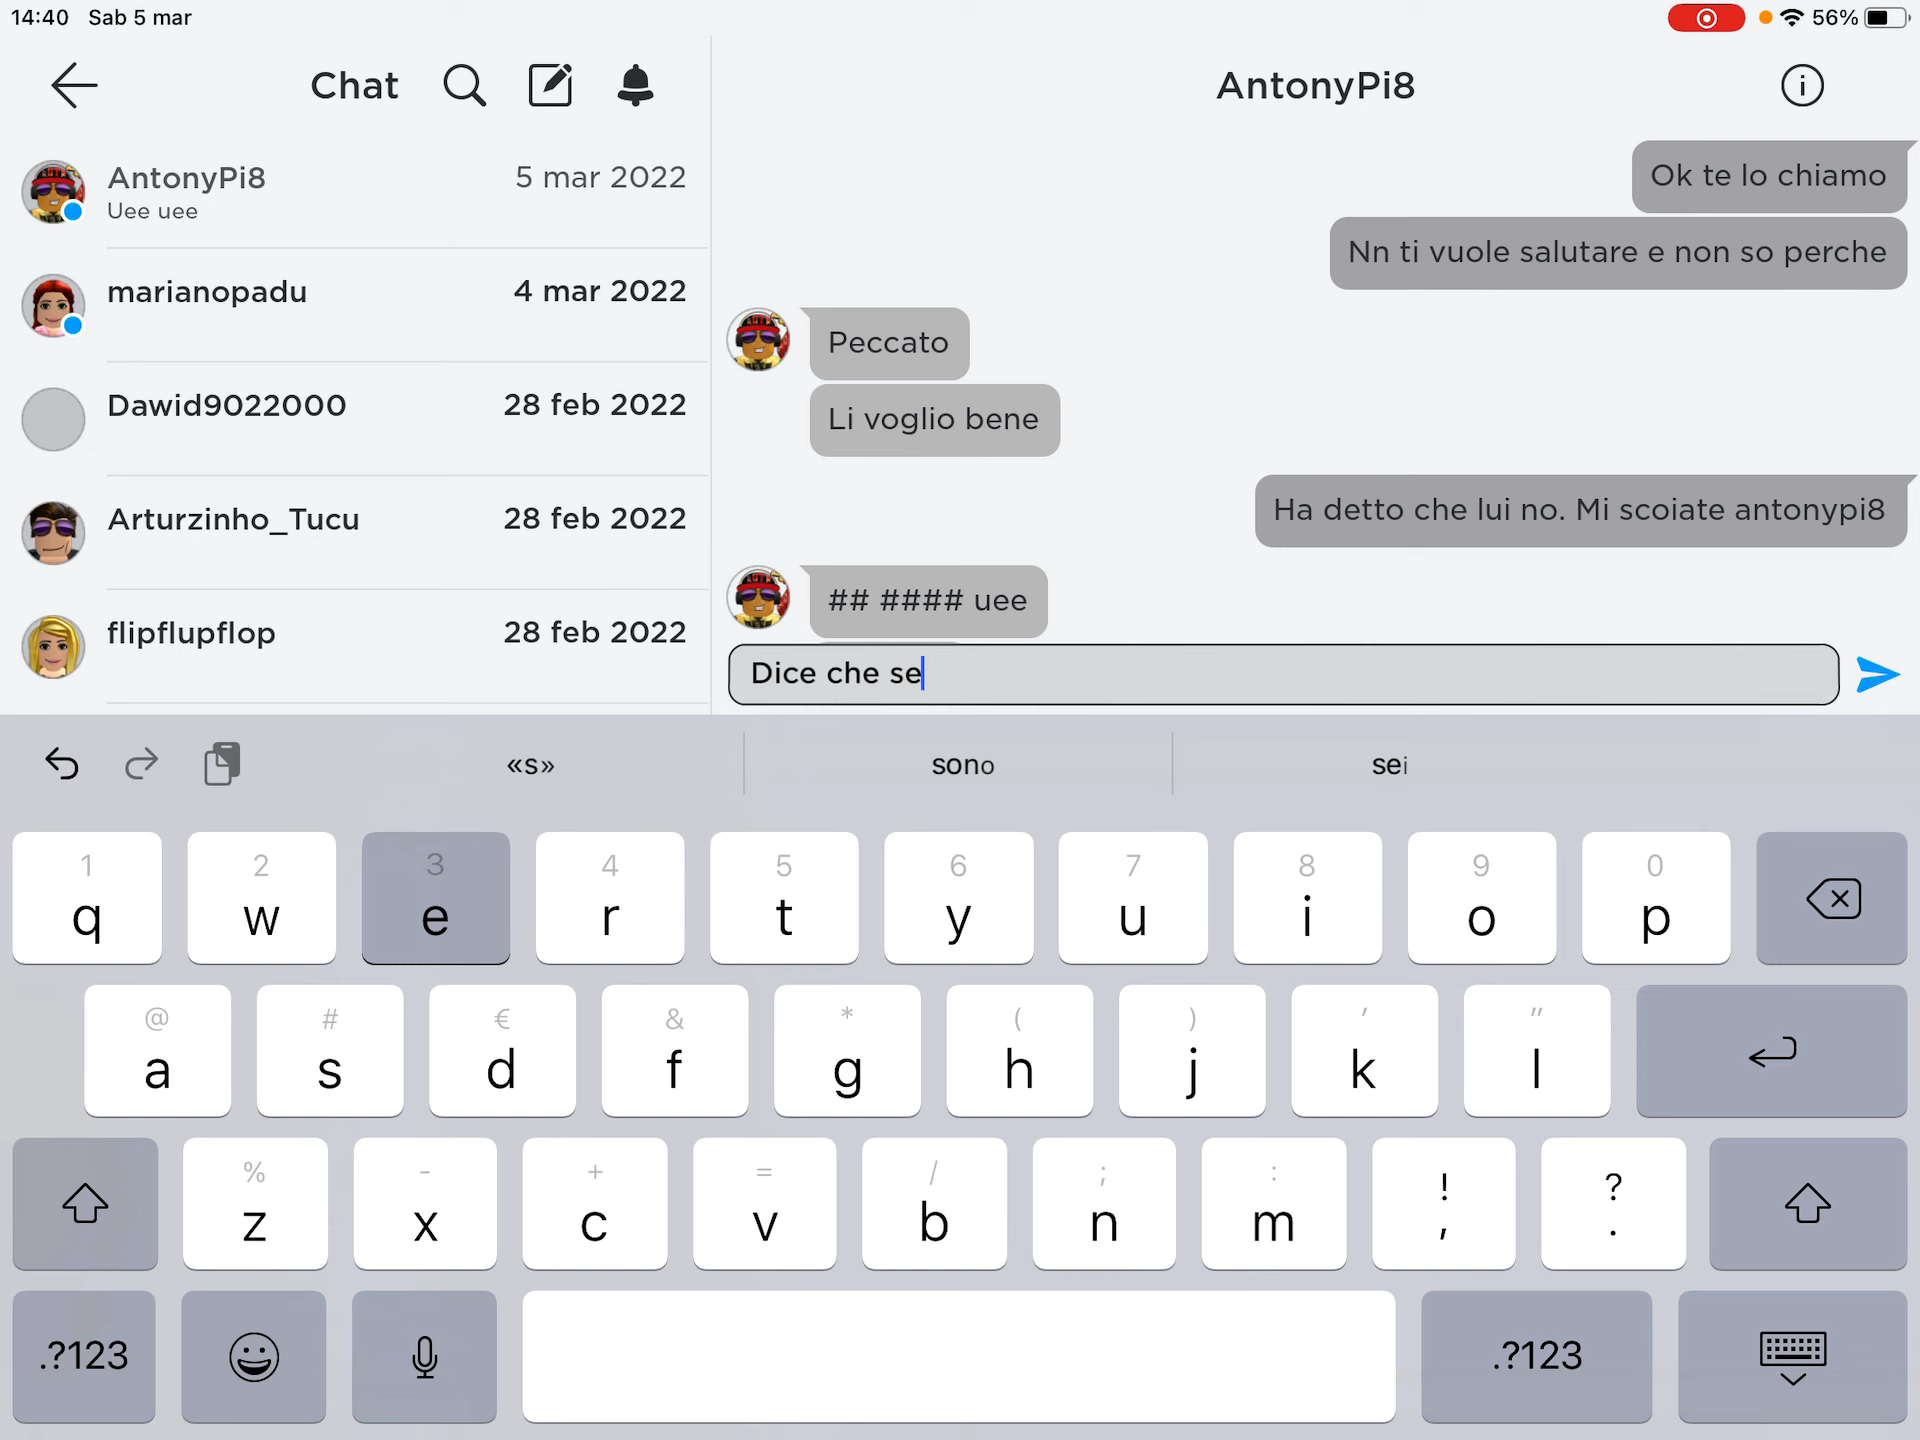 14:40 Sab 5 mar
56%
Chat
AntonyPi8 5 mar 2022
Uee uee
marianopadu 4 mar 2022
Dawid9022000 28 feb 2022
Arturzinho_Tucu 28 feb 2022
flipflupflop 28 feb 2022
AntonyPi8
Ok te lo chiamo
Nn ti vuole salutare e non so perche
Peccato
Li voglio bene
Ha detto che lui no. Mi scoiate antonypi8
## #### uee
Dice che se
«s» sono sei
1 2 3 4 5 6 7 8 9 0
q w e r t y u i o p
@ # € & * ( ) ' "
a s d f g h j k l
% - + = / ; : ! ?
z x c v b n m , .
.?123 .?123